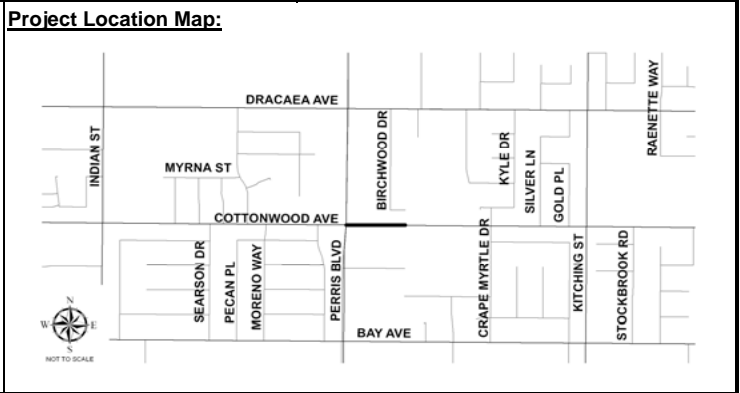 Project Location Map:
DRACAEA AVE
INDIAN ST
MYRNA ST
BIRCHWOOD DR
KYLE DR
SILVER LN
GOLD PL
RAENETTE WAY
COTTONWOOD AVE
SEARSON DR
PECAN PL
MORENO WAY
PERRIS BLVD
CRAPE MYRTLE DR
KITCHING ST
STOCKBROOK RD
BAY AVE
N
W
E
S
NOT TO SCALE